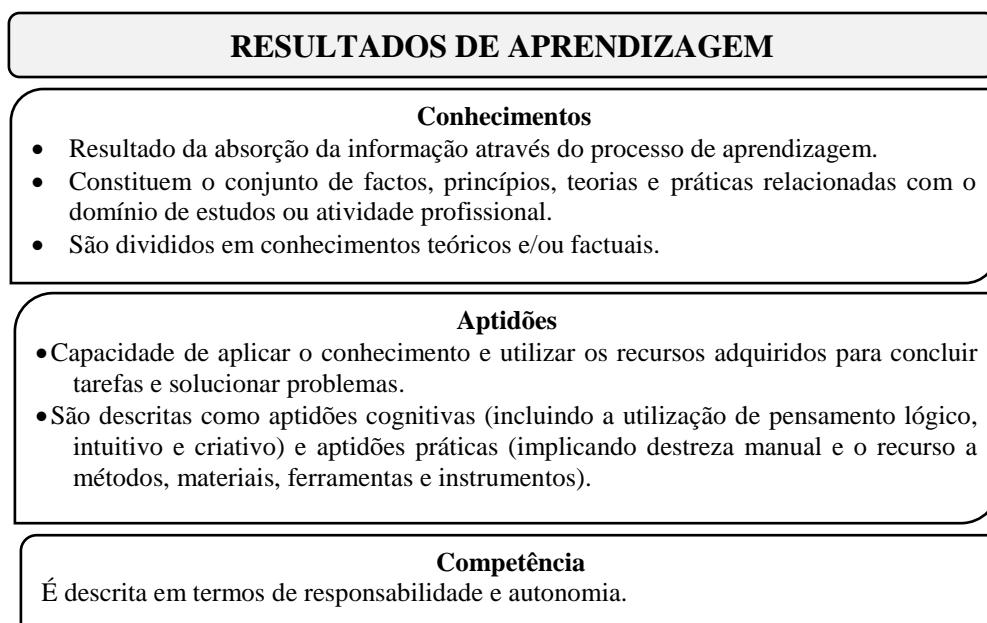 RESULTADOS DE APRENDIZAGEM
Conhecimentos
• Resultado da absorção da informação através do processo de aprendizagem.
• Constituem o conjunto de factos, princípios, teorias e práticas relacionadas com o
domínio de estudos ou atividade profissional.
• São divididos em conhecimentos teóricos e/ou factuais.
Aptidões
•Capacidade de aplicar o conhecimento e utilizar os recursos adquiridos para concluir
tarefas e solucionar problemas.
•São descritas como aptidões cognitivas (incluindo a utilização de pensamento lógico,
intuitivo e criativo) e aptidões práticas (implicando destreza manual e o recurso a
métodos, materiais, ferramentas e instrumentos).
Competência
É descrita em termos de responsabilidade e autonomia.